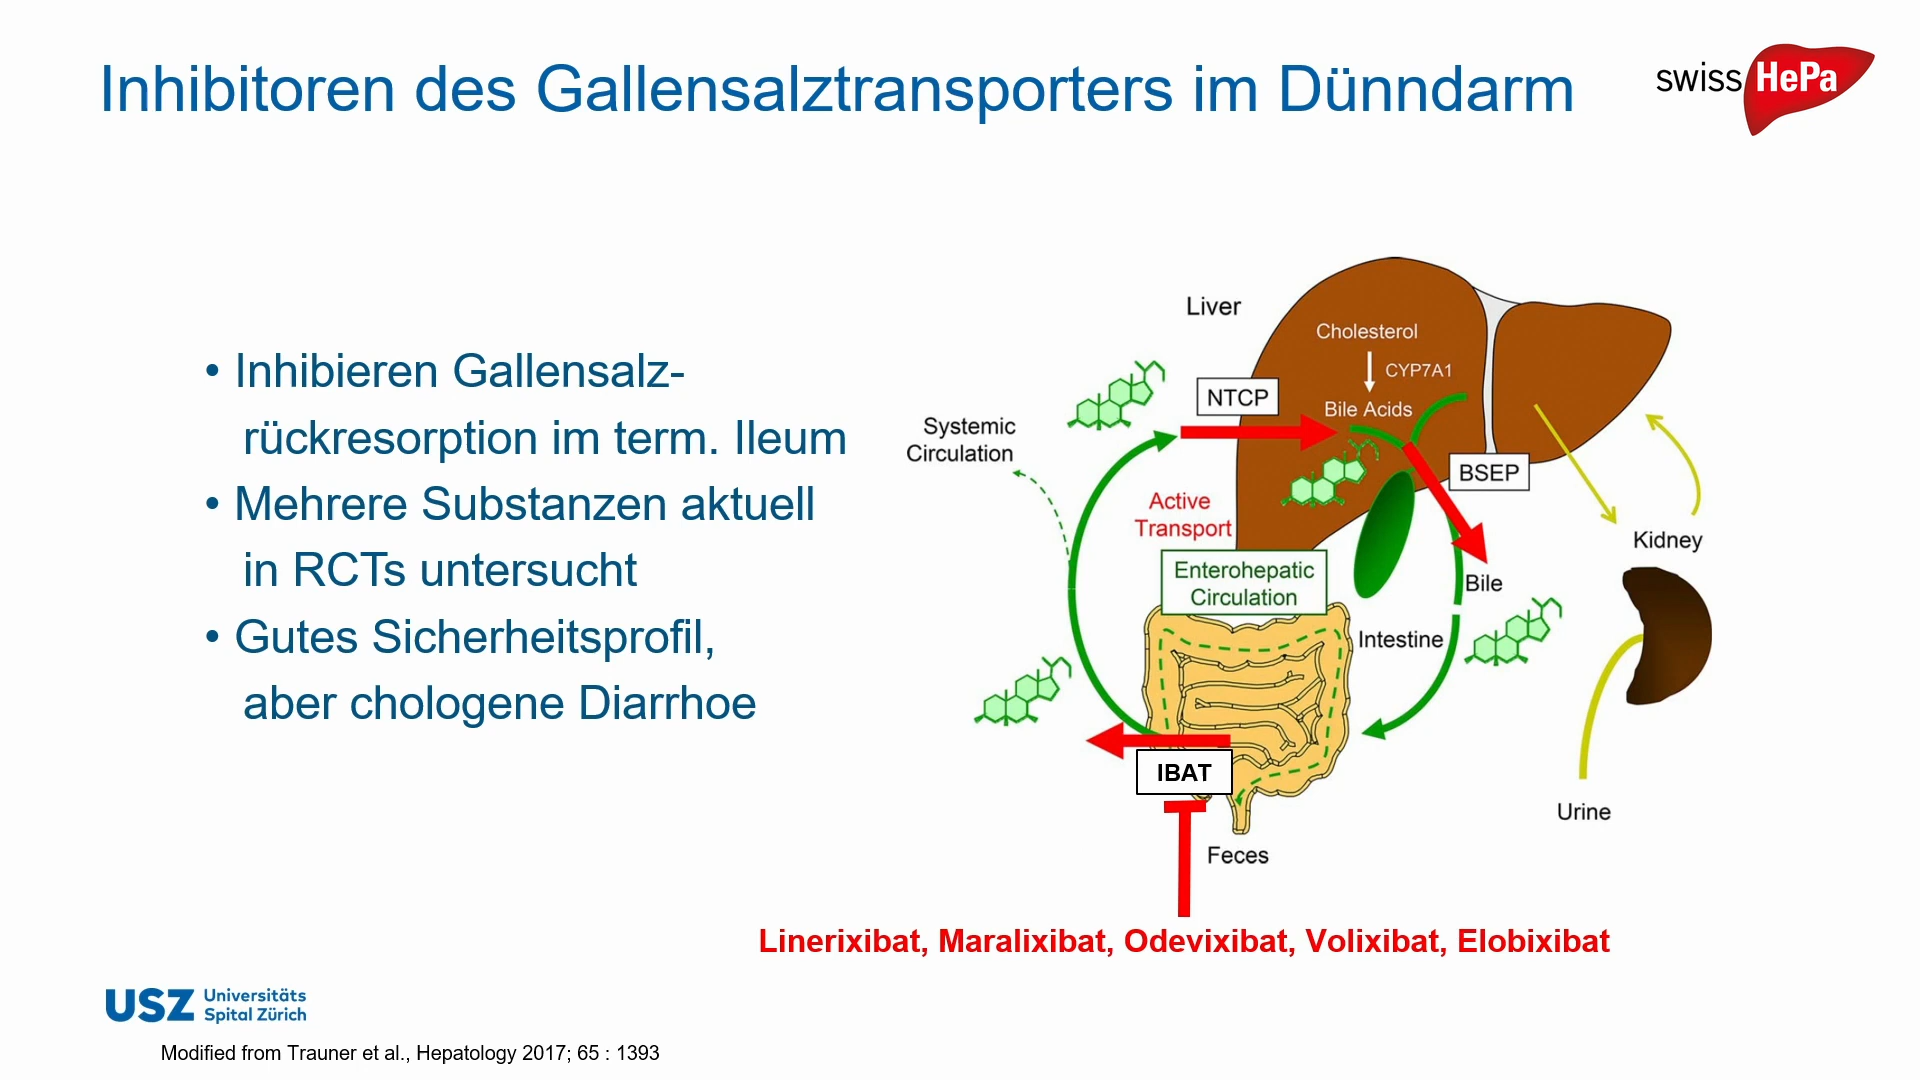 Inhibitoren des Gallensalztransporters im Dünndarm
swiss HePa
• Inhibieren Gallensalz-
rückresorption im term. Ileum
• Mehrere Substanzen aktuell
in RCTs untersucht
• Gutes Sicherheitsprofil,
aber chologene Diarrhoe
Liver
Cholesterol
CYP7A1
Bile Acids
NTCP
Systemic
Circulation
BSEP
Active
Transport
Kidney
Enterohepatic
Circulation
Bile
Intestine
IBAT
Urine
Feces
Linerixibat, Maralixibat, Odevixibat, Volixibat, Elobixibat
USZ Universitäts
Spital Zürich
Modified from Trauner et al., Hepatology 2017; 65 : 1393